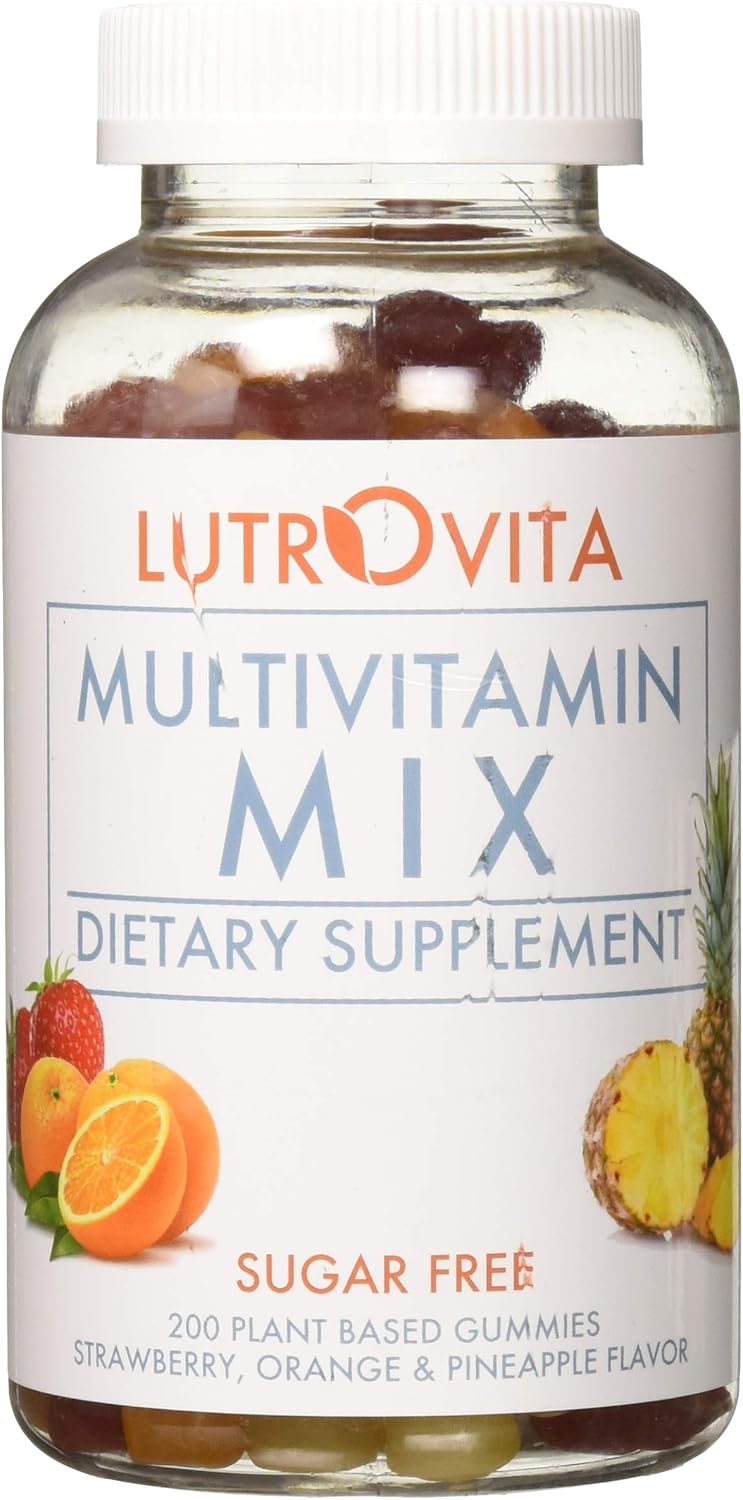 LUTROVITA
MULTIVITAMIN
MIX
DIETARY SUPPLEMENT
SUGAR FREE
200 PLANT BASED GUMMIES
STRAWBERRY, ORANGE & PINEAPPLE FLAVOR